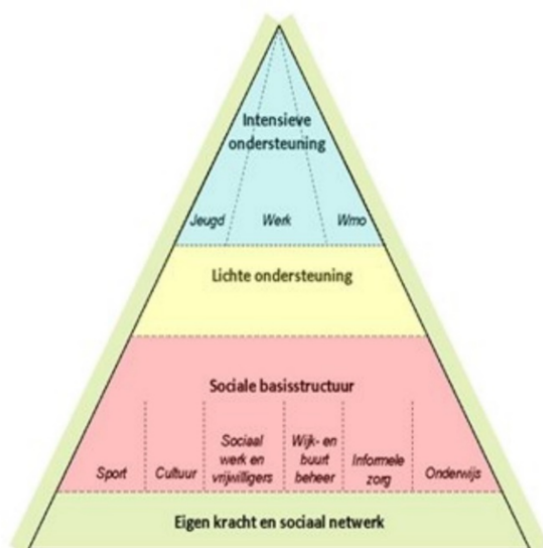 Intensieve
ondersteuning
Jeugd Werk Wmo
Lichte ondersteuning
Sociale basisstructuur
Sport
Cultuur
Sociaal
werk en
vrijwilligers
Wijk- en
buurt
beheer
Informele
zorg
Onderwijs
Eigen kracht en sociaal netwerk